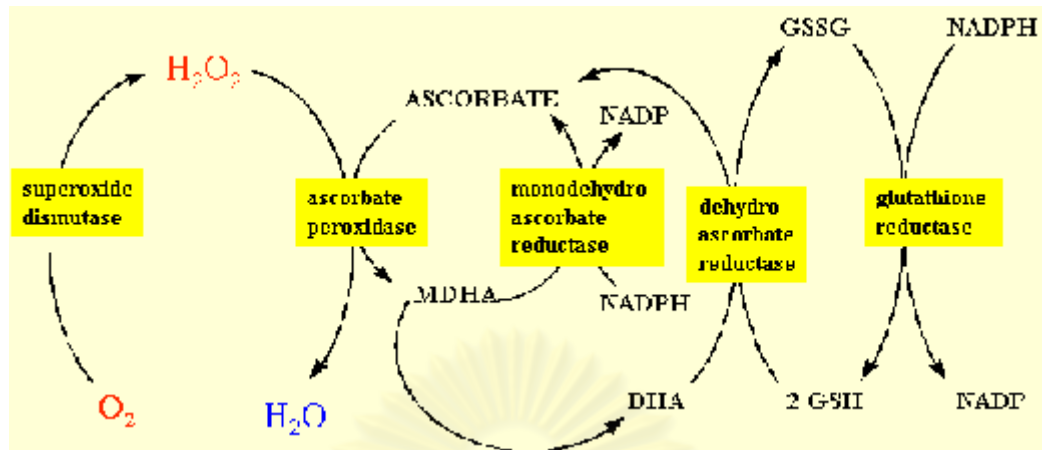 GSSG NADPH
H₂O₂
ASCORBATE
NADP
superoxide
dismutase
ascorbate
peroxidase
monodehydro
ascorbate
reductase
dehydro
ascorbate
reductase
glutathione
reductase
MDHA
NADPH
O₂
H₂O
DHA
2 GSH
NADP